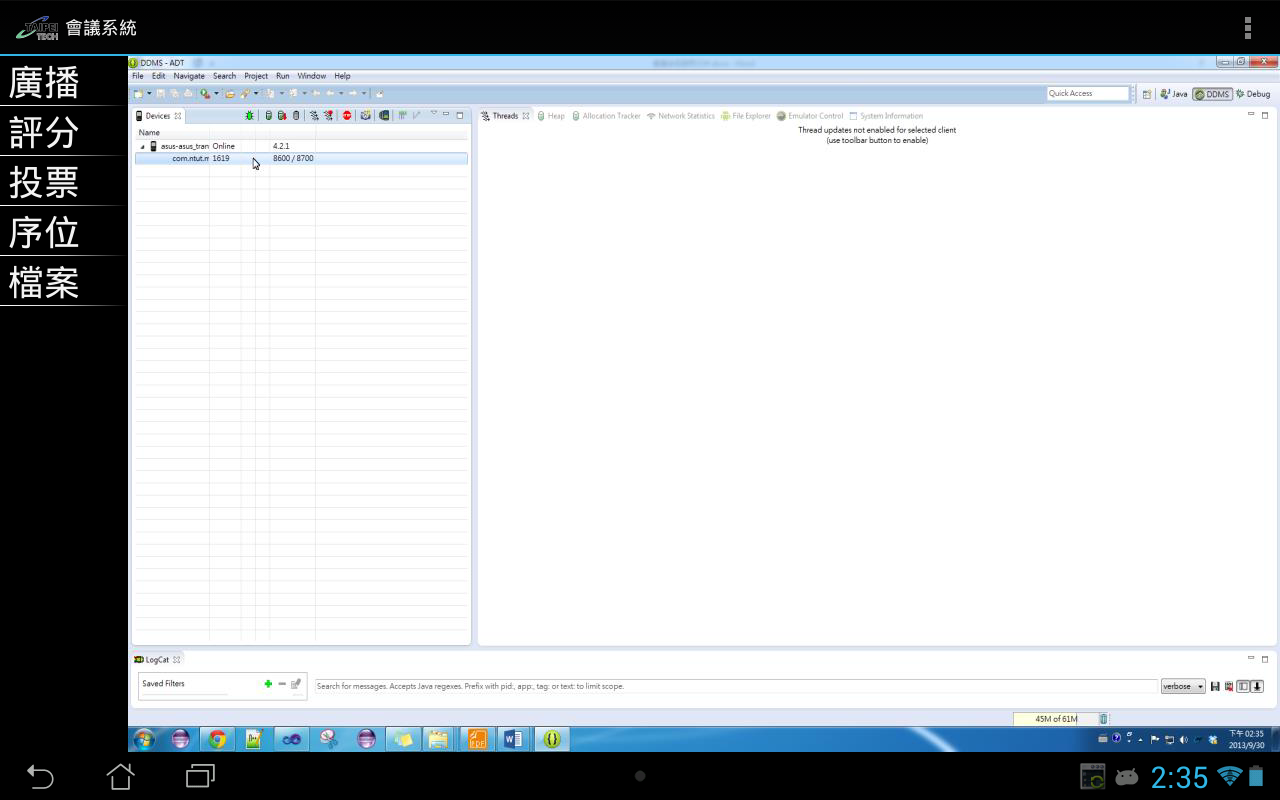 TAIPEI
TECH
會議系統
廣播
評分
投票
序位
檔案
DDMS - ADT
File Edit Navigate Search Project Run Window Help
Quick Access
Java DDMS Debug
Devices
Name
asus-asus_tran Online 4.2.1
com.ntut.m 1619 8600 / 8700
Threads Heap Allocation Tracker Network Statistics File Explorer Emulator Control System Information
Thread updates not enabled for selected client
(use toolbar button to enable)
LogCat
Saved Filters
Search for messages. Accepts Java regexes. Prefix with pid:, app:, tag: or text: to limit scope.
verbose
45M of 61M
PDF
下午 02:35
2013/9/30
2:35